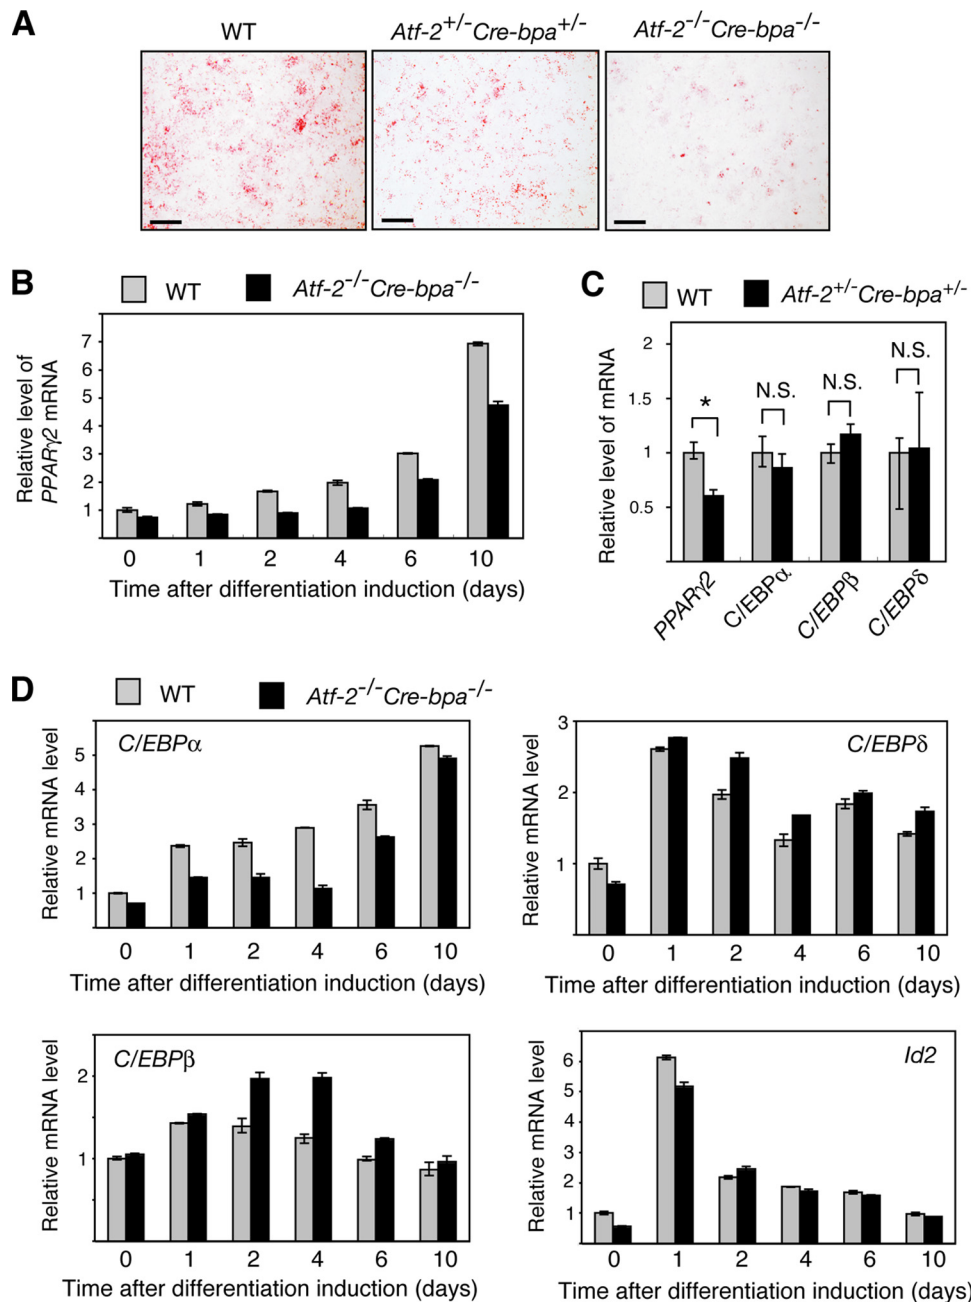 A
WT
Atf-2+/-Cre-bpa+/-
Atf-2-/-Cre-bpa-/-
B
WT
Atf-2-/-Cre-bpa-/-
Relative level of
PPARγ2 mRNA
7
6
5
4
3
2
1
0 1 2 4 6 10
Time after differentiation induction (days)
C
WT
Atf-2+/-Cre-bpa+/-
Relative level of mRNA
2
1.5
1
0.5
*
N.S.
N.S.
N.S.
PPARγ2
C/EBPα
C/EBPβ
C/EBPδ
D
WT
Atf-2-/-Cre-bpa-/-
C/EBPα
Relative mRNA level
5
4
3
2
1
0 1 2 4 6 10
Time after differentiation induction (days)
C/EBPδ
Relative mRNA level
3
2
1
0 1 2 4 6 10
Time after differentiation induction (days)
C/EBPβ
Relative mRNA level
2
1
0 1 2 4 6 10
Time after differentiation induction (days)
Id2
Relative mRNA level
6
5
4
3
2
1
0 1 2 4 6 10
Time after differentiation induction (days)